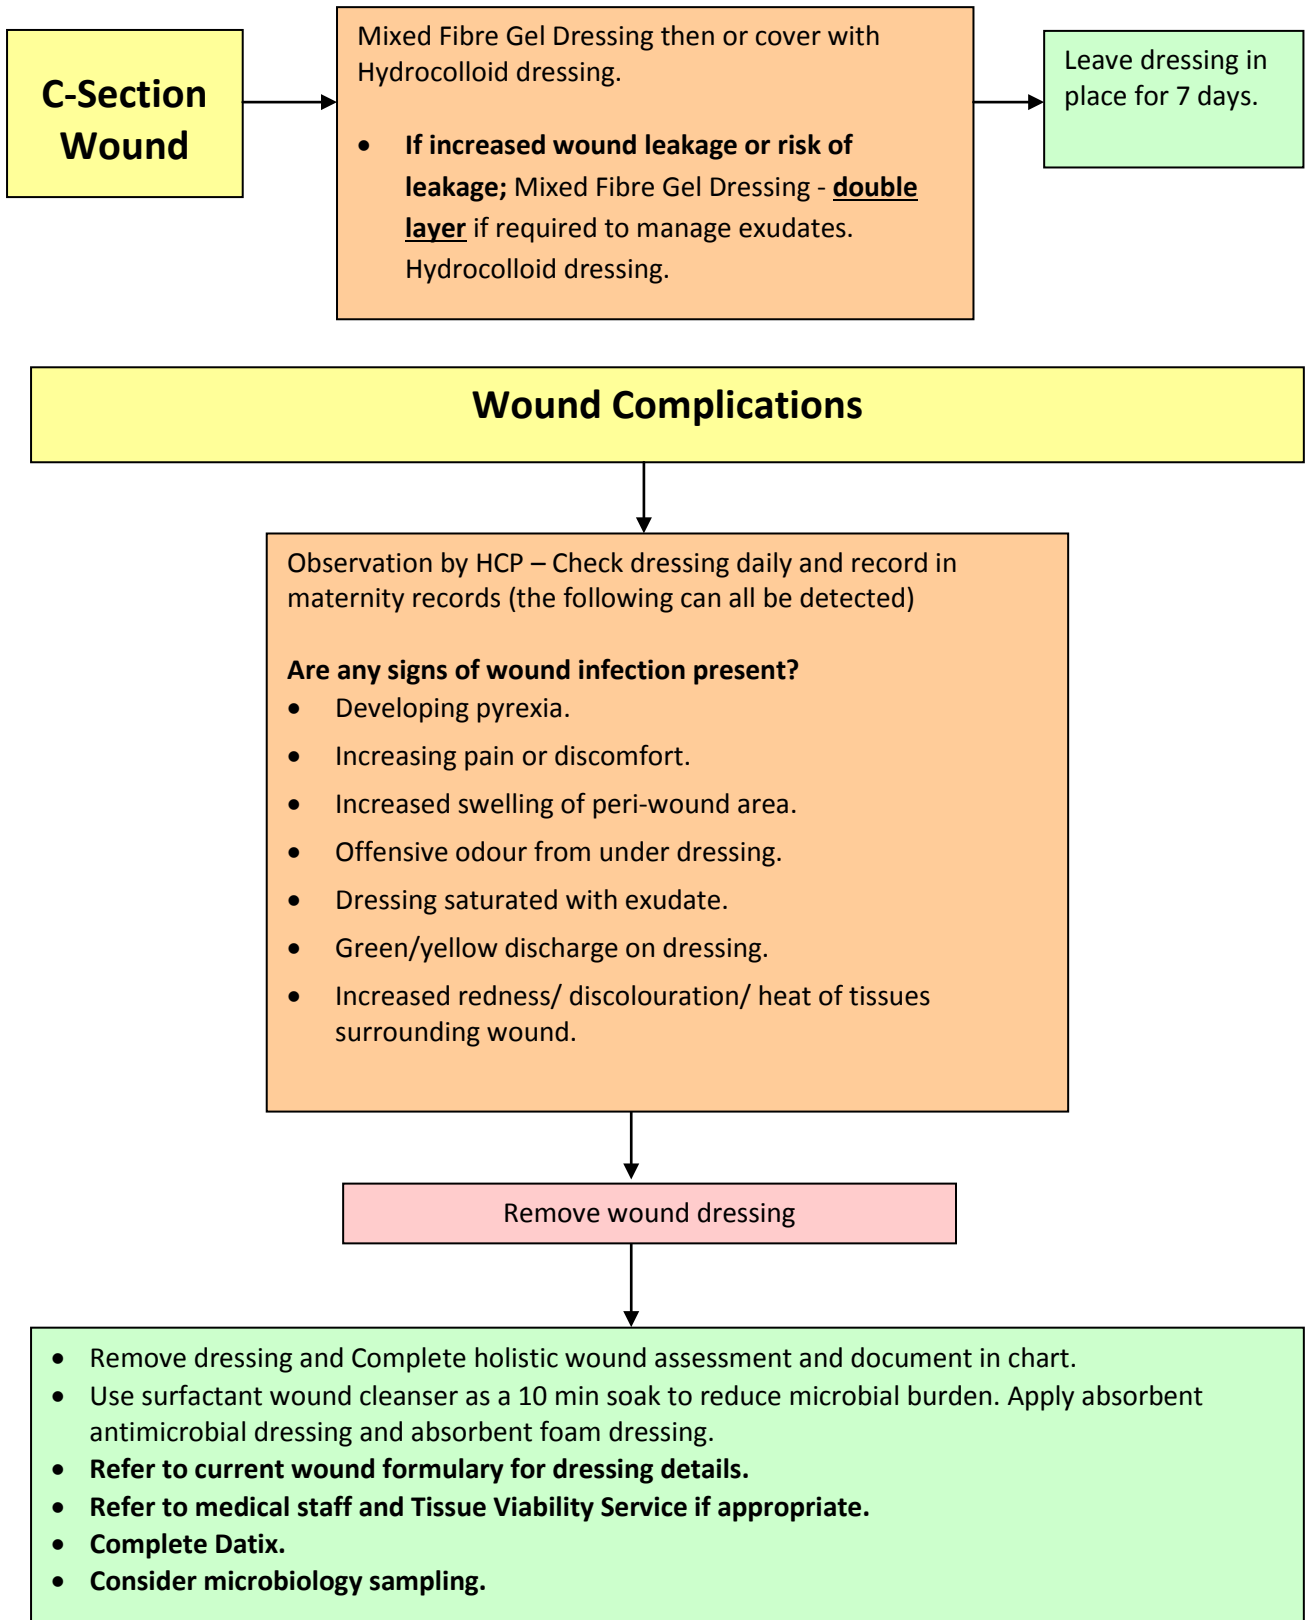 C-Section
Wound
Mixed Fibre Gel Dressing then or cover with
Hydrocolloid dressing.
• If increased wound leakage or risk of
leakage; Mixed Fibre Gel Dressing - double
layer if required to manage exudates.
Hydrocolloid dressing.
Leave dressing in
place for 7 days.
Wound Complications
Observation by HCP – Check dressing daily and record in
maternity records (the following can all be detected)
Are any signs of wound infection present?
• Developing pyrexia.
• Increasing pain or discomfort.
• Increased swelling of peri-wound area.
• Offensive odour from under dressing.
• Dressing saturated with exudate.
• Green/yellow discharge on dressing.
• Increased redness/ discolouration/ heat of tissues
surrounding wound.
Remove wound dressing
• Remove dressing and Complete holistic wound assessment and document in chart.
• Use surfactant wound cleanser as a 10 min soak to reduce microbial burden. Apply absorbent
antimicrobial dressing and absorbent foam dressing.
• Refer to current wound formulary for dressing details.
• Refer to medical staff and Tissue Viability Service if appropriate.
• Complete Datix.
• Consider microbiology sampling.